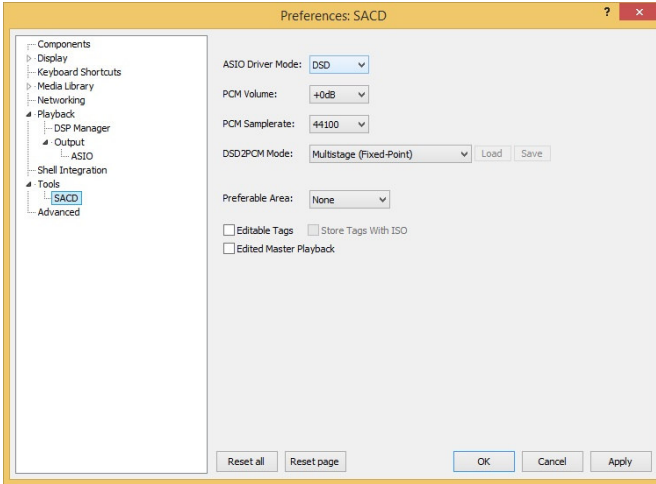 Preferences: SACD
?
×
Components
Display
Keyboard Shortcuts
Media Library
Networking
Playback
DSP Manager
Output
ASIO
Shell Integration
Tools
SACD
Advanced
ASIO Driver Mode: DSD
PCM Volume: +0dB
PCM Samplerate: 44100
DSD2PCM Mode: Multistage (Fixed-Point) Load Save
Preferable Area: None
Editable Tags Store Tags With ISO
Edited Master Playback
Reset all Reset page OK Cancel Apply